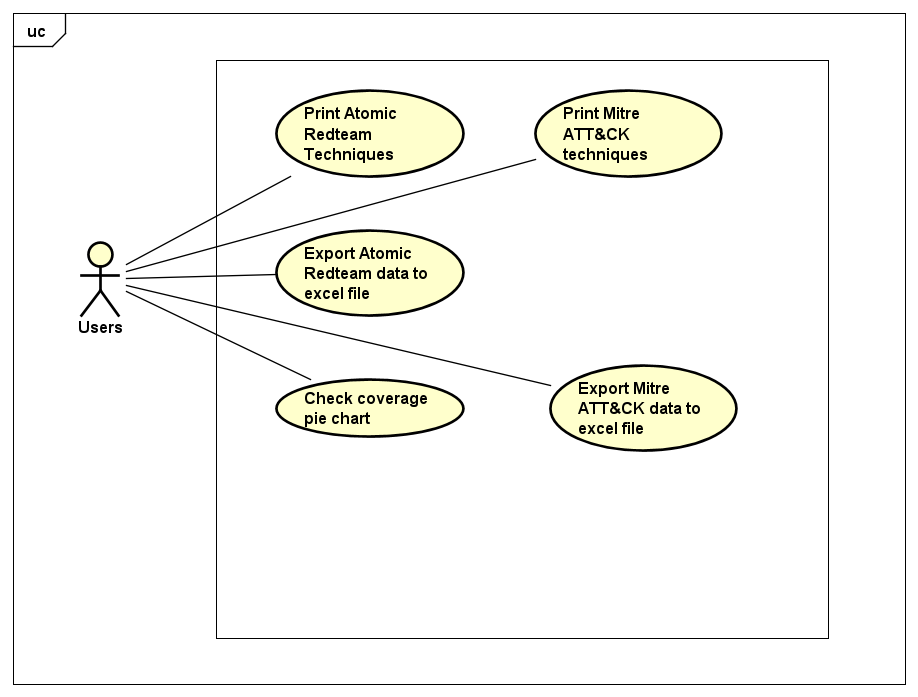 uc
Print Atomic
Redteam
Techniques
Print Mitre
ATT&CK
techniques
Export Atomic
Redteam data to
excel file
Users
Check coverage
pie chart
Export Mitre
ATT&CK data to
excel file